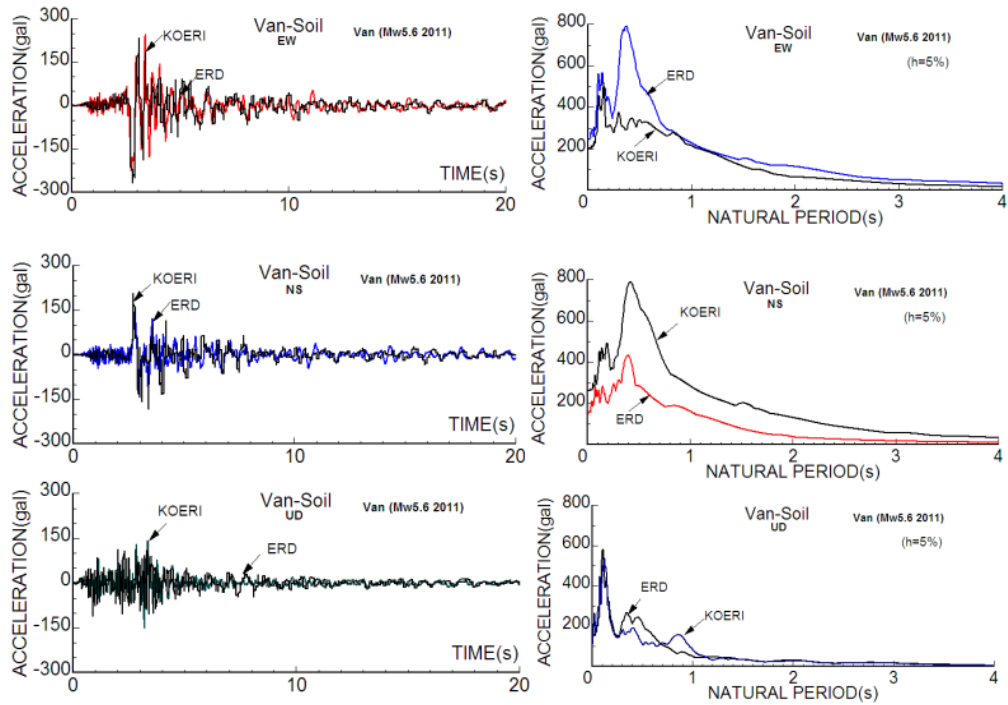 ACCELERATION(gal)
300
150
0
-150
-300
KOERI
ERD
Van-Soil
EW
Van (Mw5.6 2011)
TIME(s)
0
10
20
ACCELERATION(gal)
800
600
400
200
Van-Soil
EW
Van (Mw5.6 2011)
(h=5%)
ERD
KOERI
0
1
2
3
4
NATURAL PERIOD(s)
ACCELERATION(gal)
300
150
0
-150
-300
KOERI
ERD
Van-Soil
NS
Van (Mw5.6 2011)
TIME(s)
0
10
20
ACCELERATION(gal)
800
600
400
200
Van-Soil
NS
Van (Mw5.6 2011)
(h=5%)
KOERI
ERD
0
1
2
3
4
NATURAL PERIOD(s)
ACCELERATION(gal)
300
150
0
-150
-300
KOERI
ERD
Van-Soil
UD
Van (Mw5.6 2011)
TIME(s)
0
10
20
ACCELERATION(gal)
800
600
400
200
Van-Soil
UD
Van (Mw5.6 2011)
(h=5%)
ERD
KOERI
0
1
2
3
4
NATURAL PERIOD(s)